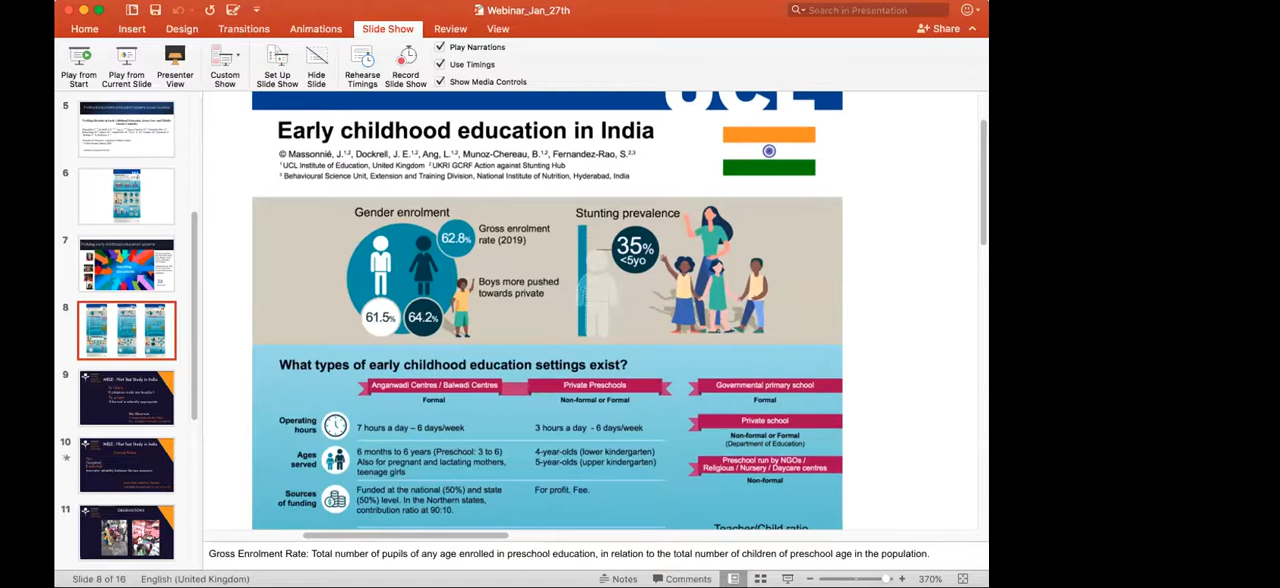 Webinar_Jan_27th
Search in Presentation
Home Insert Design Transitions Animations Slide Show Review View
Share
Play from Start
Play from Current Slide
Presenter View
Custom Show
Set Up Slide Show
Hide Slide
Rehearse Timings
Record Slide Show
Play Narrations
Use Timings
Show Media Controls
5
6
7
8
9
10
11
UCL
Early childhood education in India
© Massonnié, J.1,2, Dockrell, J. E.1,2, Ang, L.1,2, Munoz-Chereau, B.1,2, Fernandez-Rao, S.2,3
1 UCL Institute of Education, United Kingdom 2 UKRI GCRF Action against Stunting Hub
3 Behavioural Science Unit, Extension and Training Division, National Institute of Nutrition, Hyderabad, India
Gender enrolment
62.8%
Gross enrolment
rate (2019)
Boys more pushed
towards private
61.5%
64.2%
Stunting prevalence
35%
<5yo
What types of early childhood education settings exist?
Anganwadi Centres / Balwadi Centres
Formal
Private Preschools
Non-formal or Formal
Governmental primary school
Formal
Private school
Non-formal or Formal
(Department of Education)
Preschool run by NGOs /
Religious / Nursery / Daycare centres
Non-formal
Operating
hours
7 hours a day – 6 days/week
3 hours a day - 6 days/week
Ages
served
6 months to 6 years (Preschool: 3 to 6)
Also for pregnant and lactating mothers,
teenage girls
4-year-olds (lower kindergarten)
5-year-olds (upper kindergarten)
Sources
of funding
Funded at the national (50%) and state
(50%) level. In the Northern states,
contribution ratio at 90:10.
For profit. Fee.
Teacher/Child ratio
Gross Enrolment Rate: Total number of pupils of any age enrolled in preschool education, in relation to the total number of children of preschool age in the population.
Slide 8 of 16
English (United Kingdom)
Notes
Comments
370%